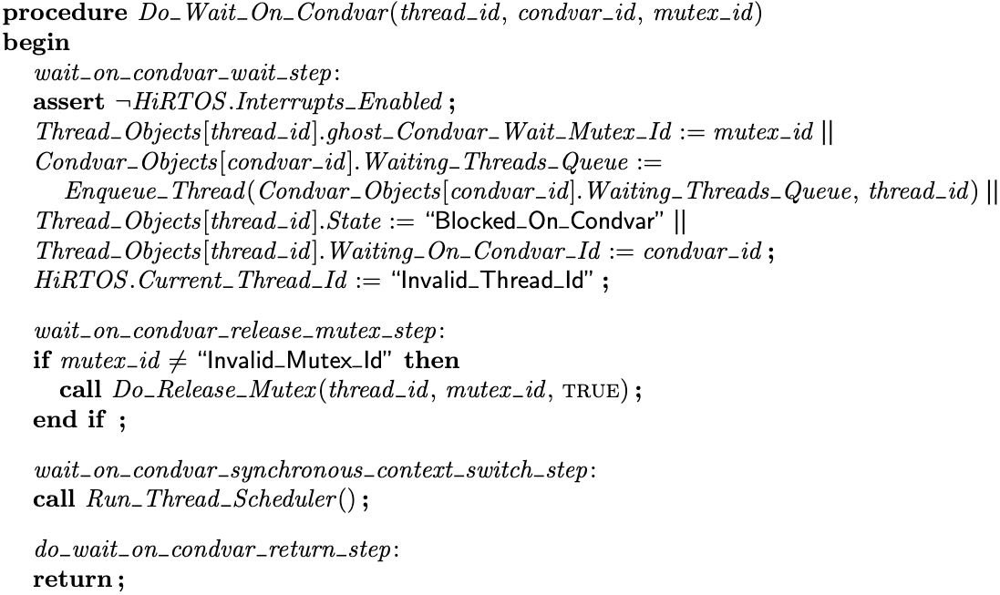 procedure Do_Wait_On_Condvar(thread_id, condvar_id, mutex_id)
begin
wait_on_condvar_wait_step:
assert ¬HiRTOS.Interrupts_Enabled ;
Thread_Objects[thread_id].ghost_Condvar_Wait_Mutex_Id := mutex_id ||
Condvar_Objects[condvar_id].Waiting_Threads_Queue :=
Enqueue_Thread(Condvar_Objects[condvar_id].Waiting_Threads_Queue, thread_id) ||
Thread_Objects[thread_id].State := “Blocked_On_Condvar” ||
Thread_Objects[thread_id].Waiting_On_Condvar_Id := condvar_id ;
HiRTOS.Current_Thread_Id := “Invalid_Thread_Id” ;
wait_on_condvar_release_mutex_step:
if mutex_id ≠ “Invalid_Mutex_Id” then
call Do_Release_Mutex(thread_id, mutex_id, TRUE) ;
end if ;
wait_on_condvar_synchronous_context_switch_step:
call Run_Thread_Scheduler() ;
do_wait_on_condvar_return_step:
return ;